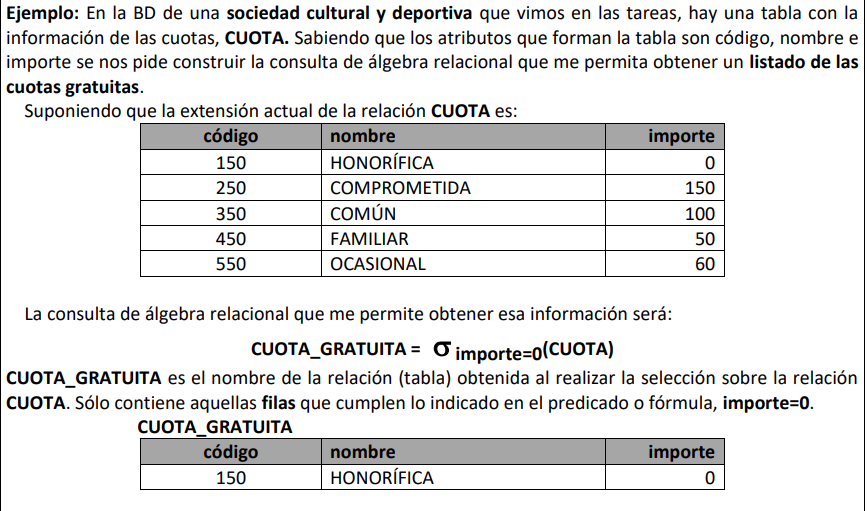 Ejemplo: En la BD de una sociedad cultural y deportiva que vimos en las tareas, hay una tabla con la
información de las cuotas, CUOTA. Sabiendo que los atributos que forman la tabla son código, nombre e
importe se nos pide construir la consulta de álgebra relacional que me permita obtener un listado de las
cuotas gratuitas.
Suponiendo que la extensión actual de la relación CUOTA es:
código nombre importe
150 HONORÍFICA 0
250 COMPROMETIDA 150
350 COMÚN 100
450 FAMILIAR 50
550 OCASIONAL 60
La consulta de álgebra relacional que me permite obtener esa información será:
CUOTA_GRATUITA = σ importe=0(CUOTA)
CUOTA_GRATUITA es el nombre de la relación (tabla) obtenida al realizar la selección sobre la relación
CUOTA. Sólo contiene aquellas filas que cumplen lo indicado en el predicado o fórmula, importe=0.
CUOTA_GRATUITA
código nombre importe
150 HONORÍFICA 0